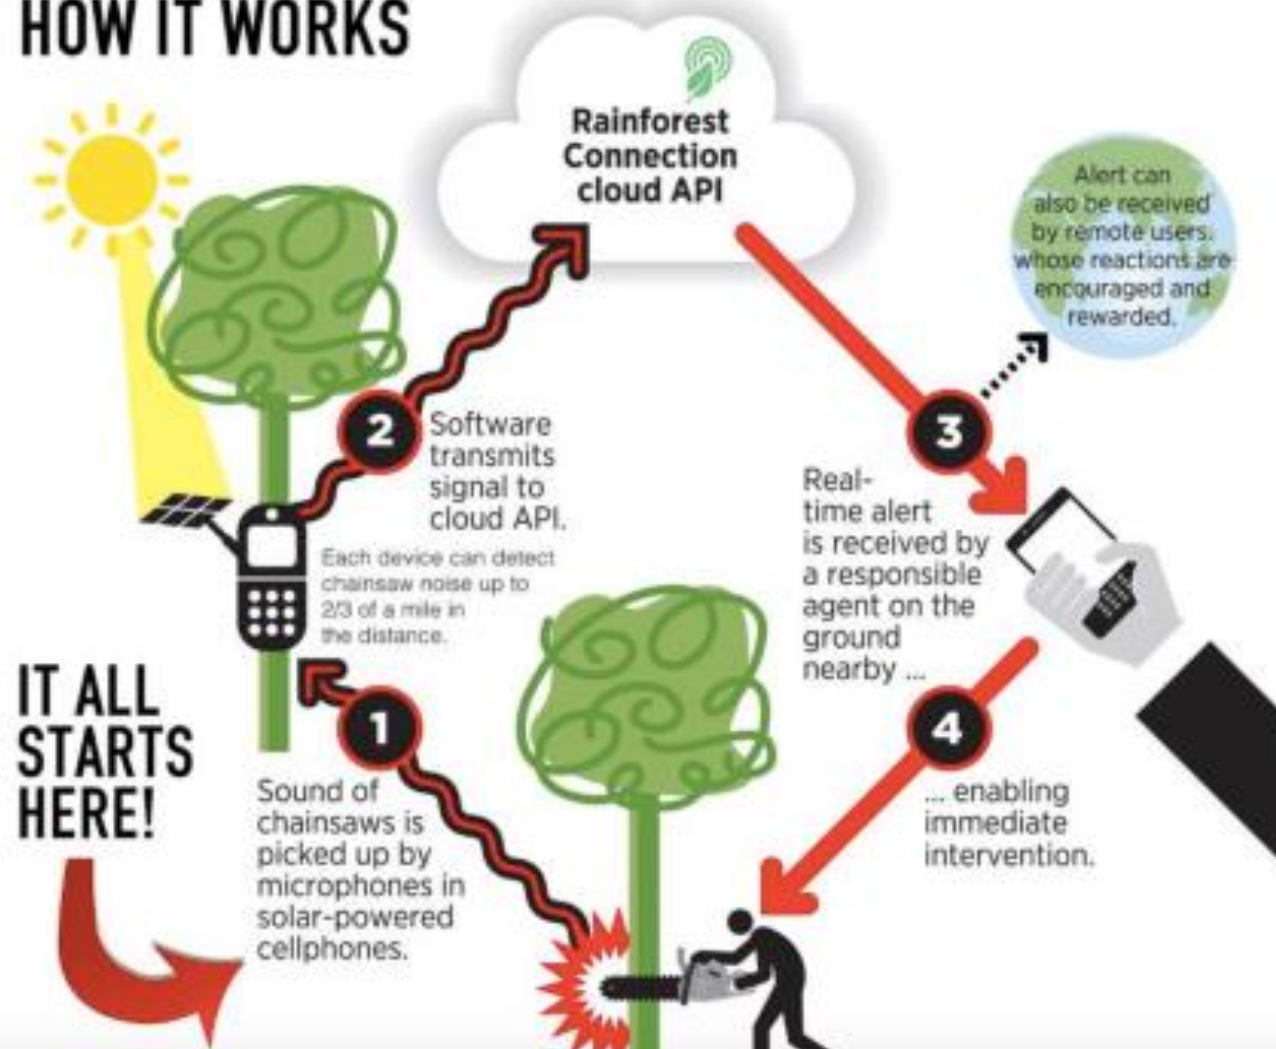 HOW IT WORKS
Rainforest
Connection
cloud API
Alert can
also be received
by remote users.
whose reactions are
encouraged and
rewarded.
2
Software
transmits
signal to
cloud API.
Each device can detect
chainsaw noise up to
2/3 of a mile in
the distance.
3
Real-
time alert
is received by
a responsible
agent on the
ground
nearby ...
IT ALL
STARTS
HERE!
1
Sound of
chainsaws is
picked up by
microphones in
solar-powered
cellphones.
4
... enabling
immediate
intervention.